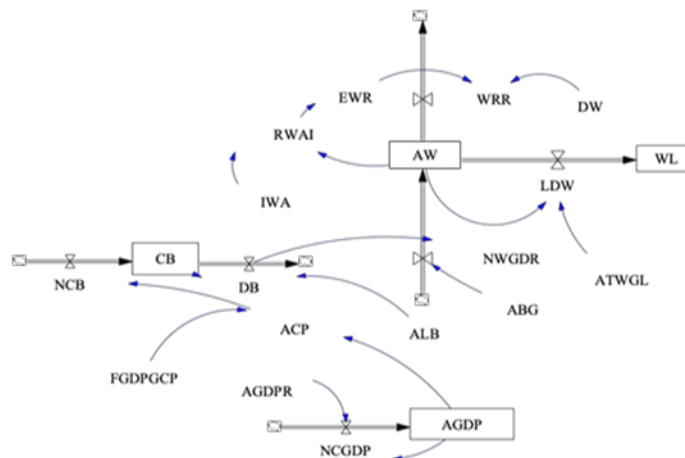 EWR
WRR
DW
RWAI
AW
WL
LDW
IWA
CB
NWGDR
ATWGL
NCB
DB
ABG
ACP
ALB
FGDPGCP
AGDPR
AGDP
NCGDP